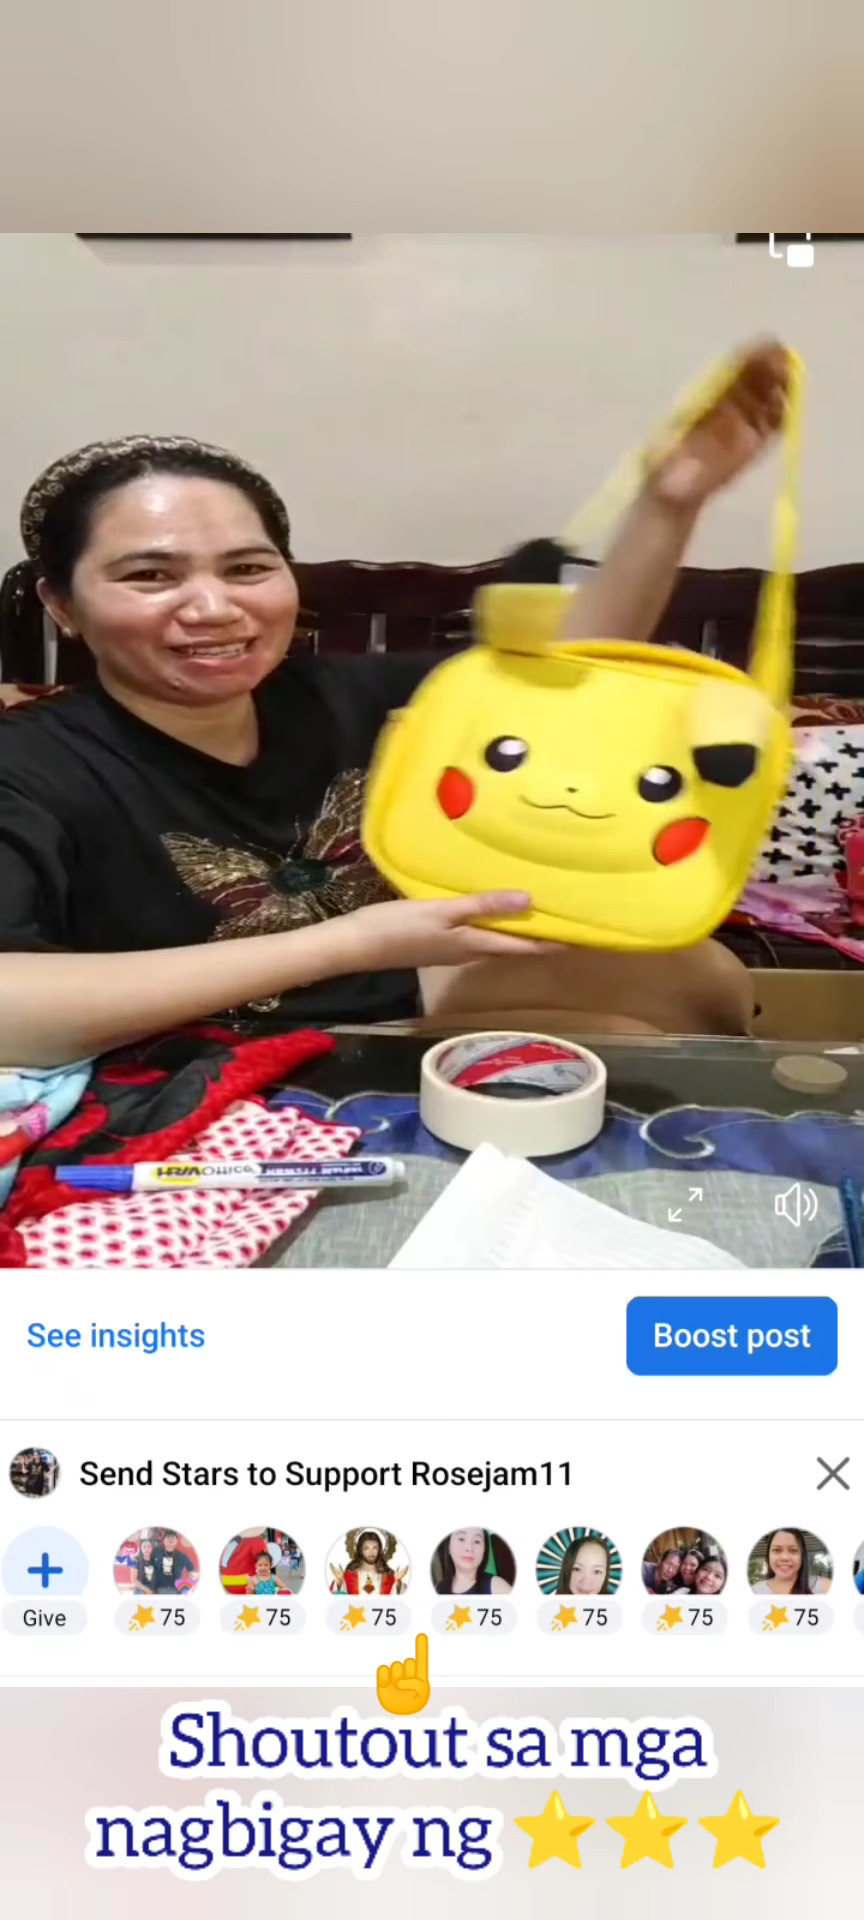 HBWOffice
See insights
Boost post
Send Stars to Support Rosejam11
Give
75
75
75
75
75
75
75
Shoutout sa mga
nagbigay ng ⭐⭐⭐